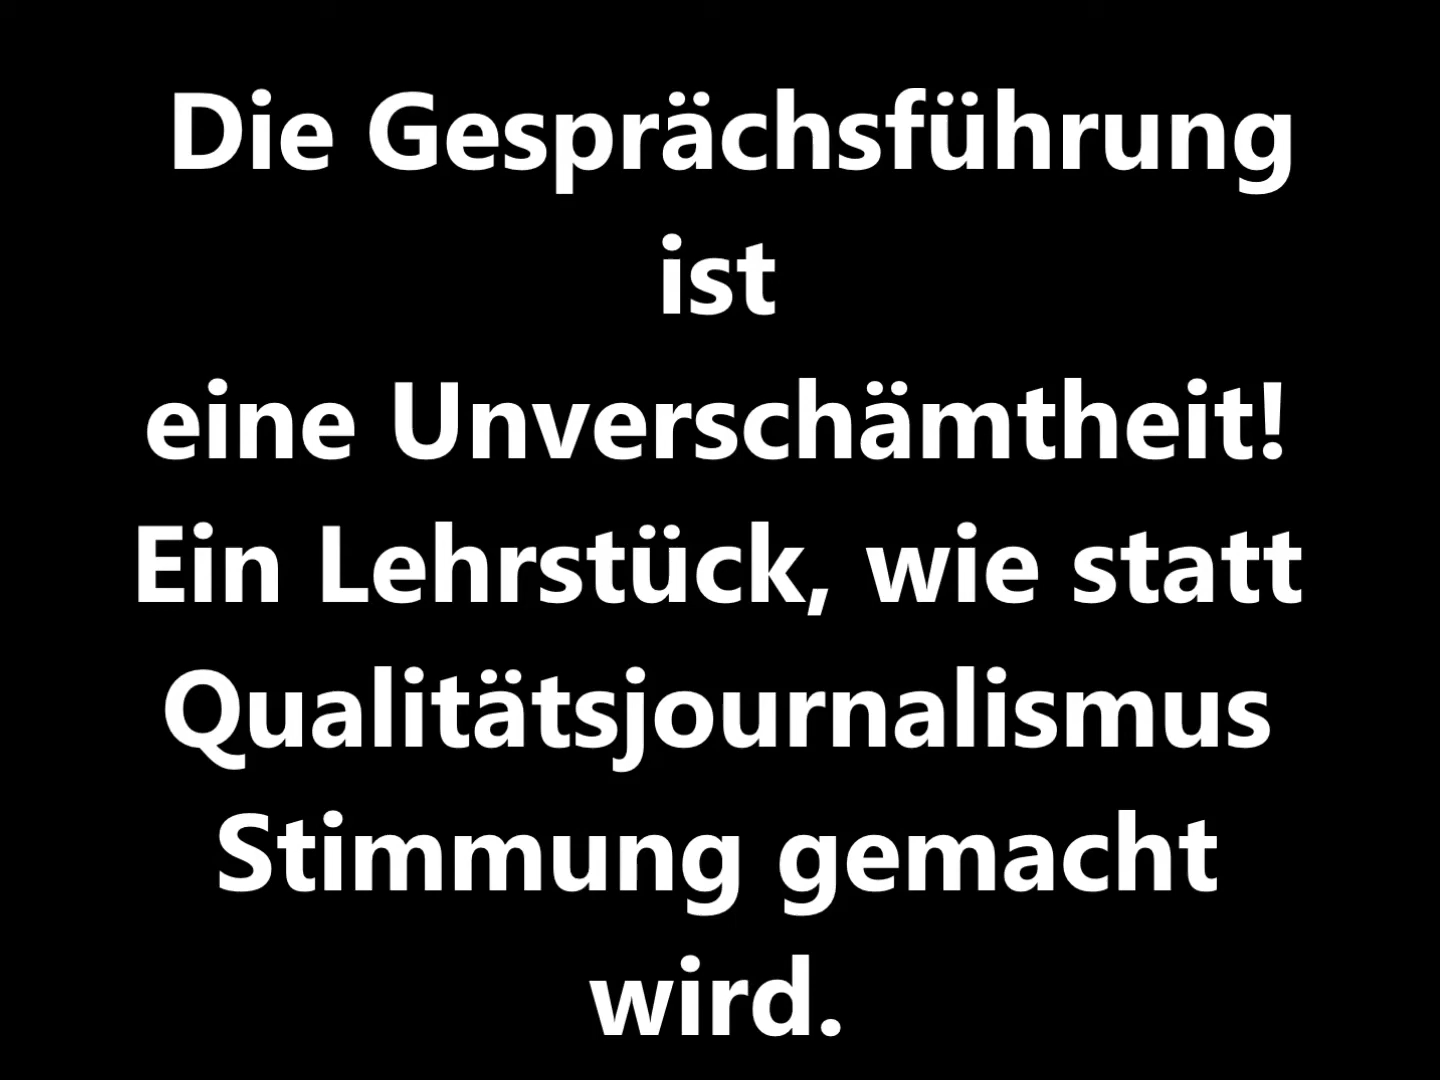 Die Gesprächsführung
ist
eine Unverschämtheit!
Ein Lehrstück, wie statt
Qualitätsjournalismus
Stimmung gemacht
wird.